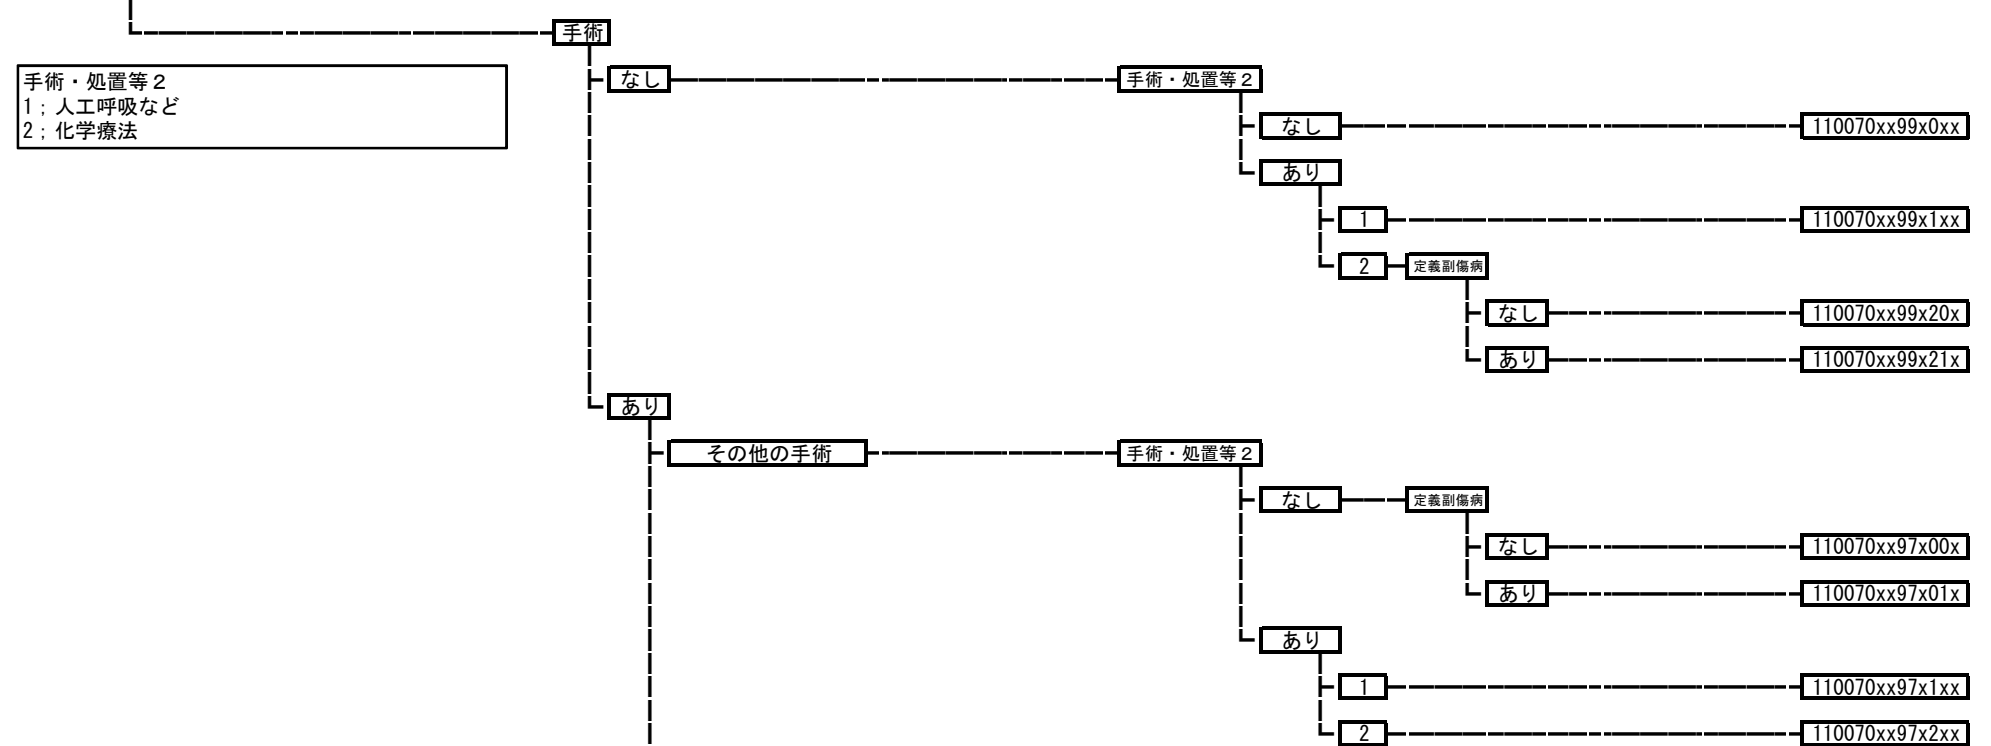 手術
手術・処置等２
1；人工呼吸など
2；化学療法
なし
手術・処置等２
なし
110070xx99x0xx
あり
1
110070xx99x1xx
2
定義副傷病
なし
110070xx99x20x
あり
110070xx99x21x
あり
その他の手術
手術・処置等２
なし
定義副傷病
なし
110070xx97x00x
あり
110070xx97x01x
あり
1
110070xx97x1xx
2
110070xx97x2xx